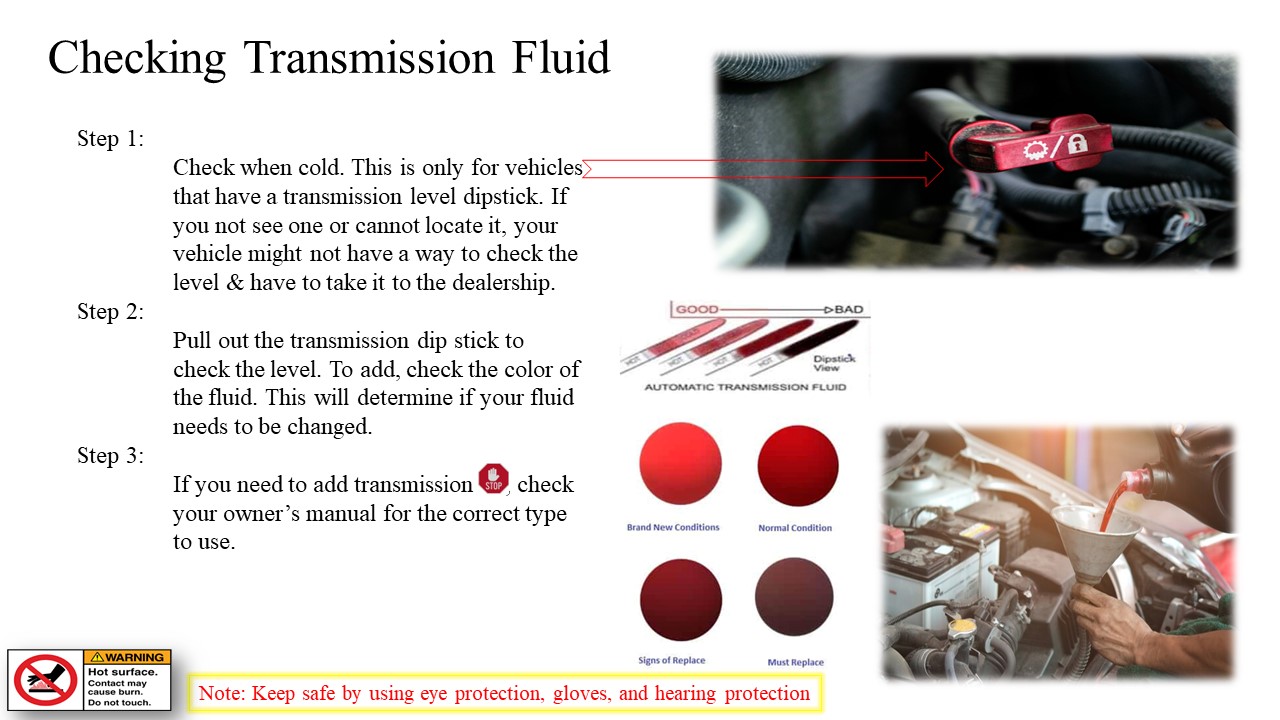 Checking Transmission Fluid
Step 1:
Check when cold. This is only for vehicles
that have a transmission level dipstick. If
you not see one or cannot locate it, your
vehicle might not have a way to check the
level & have to take it to the dealership.
Step 2:
Pull out the transmission dip stick to
check the level. To add, check the color of
the fluid. This will determine if your fluid
needs to be changed.
Step 3:
If you need to add transmission STOP, check
your owner’s manual for the correct type
to use.
GOOD BAD
HOT HOT HOT HOT
Dipstick
View
AUTOMATIC TRANSMISSION FLUID
Brand New Conditions Normal Condition
Signs of Replace Must Replace
WARNING
Hot surface.
Contact may
cause burn.
Do not touch.
Note: Keep safe by using eye protection, gloves, and hearing protection